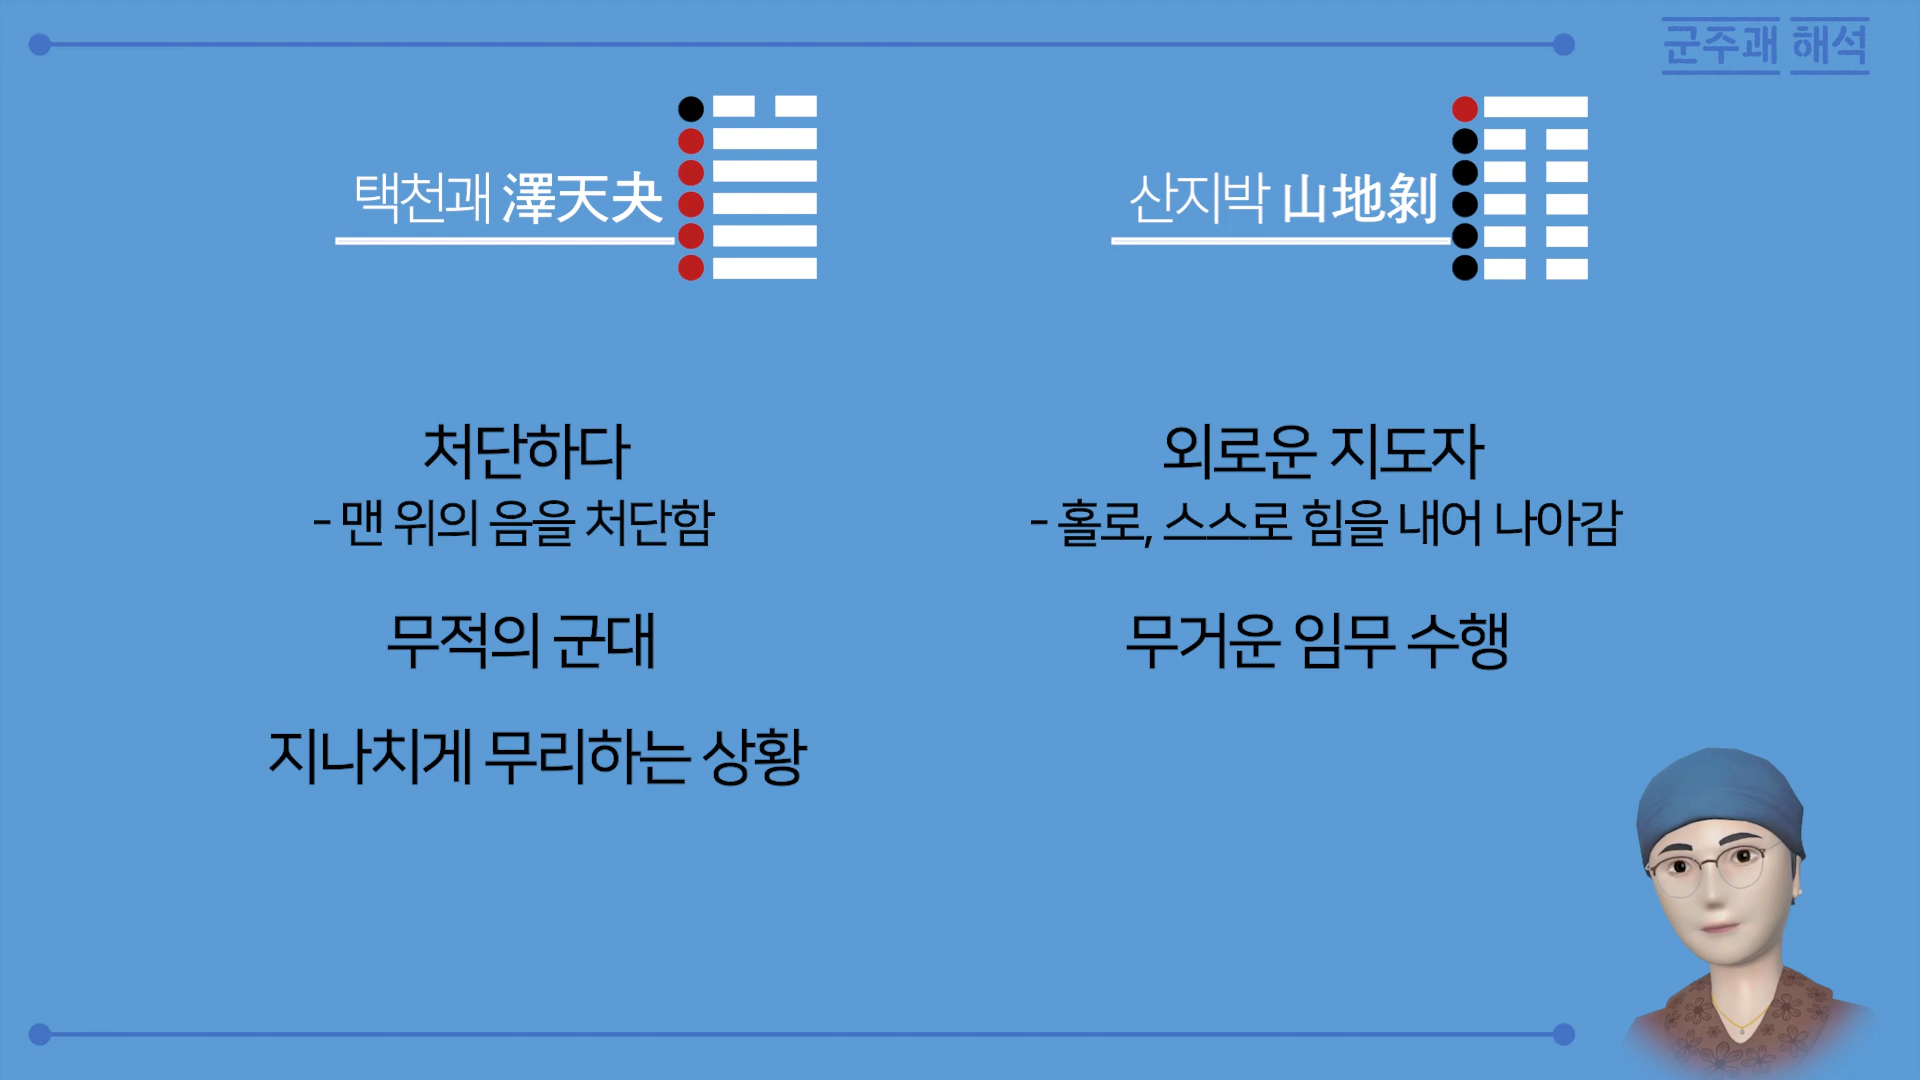 군주괘 해석
택천괘 澤天夬
처단하다
- 맨 위의 음을 처단함
무적의 군대
지나치게 무리하는 상황
산지박 山地剝
외로운 지도자
- 홀로, 스스로 힘을 내어 나아감
무거운 임무 수행